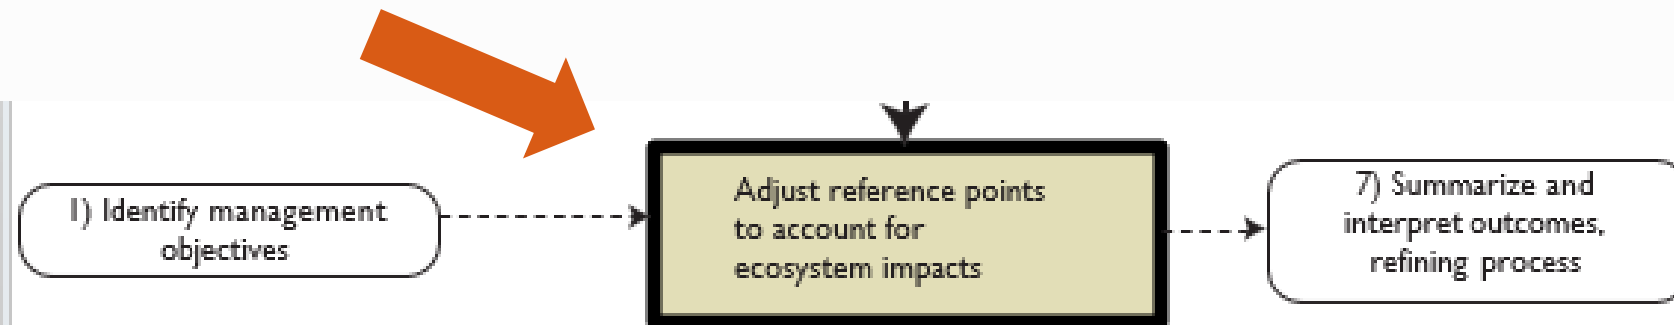 1) Identify management
objectives
Adjust reference points
to account for
ecosystem impacts
7) Summarize and
interpret outcomes,
refining process